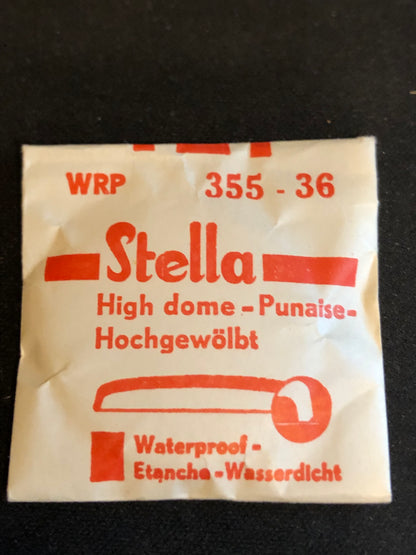 WRP 355 - 36
Stella
High dome - Punaise-
Hochgewölbt
Waterproof -
Etanche - Wasserdicht